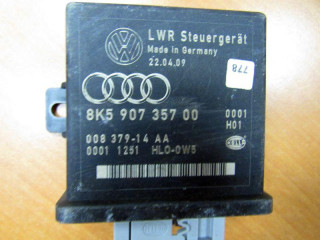 LWR Steuergerät
Made in Germany
22.04.09
778
8K5 907 357 00
0001
H01
008 379-14 AA
0001 1251 HLO-0W5
HELLA